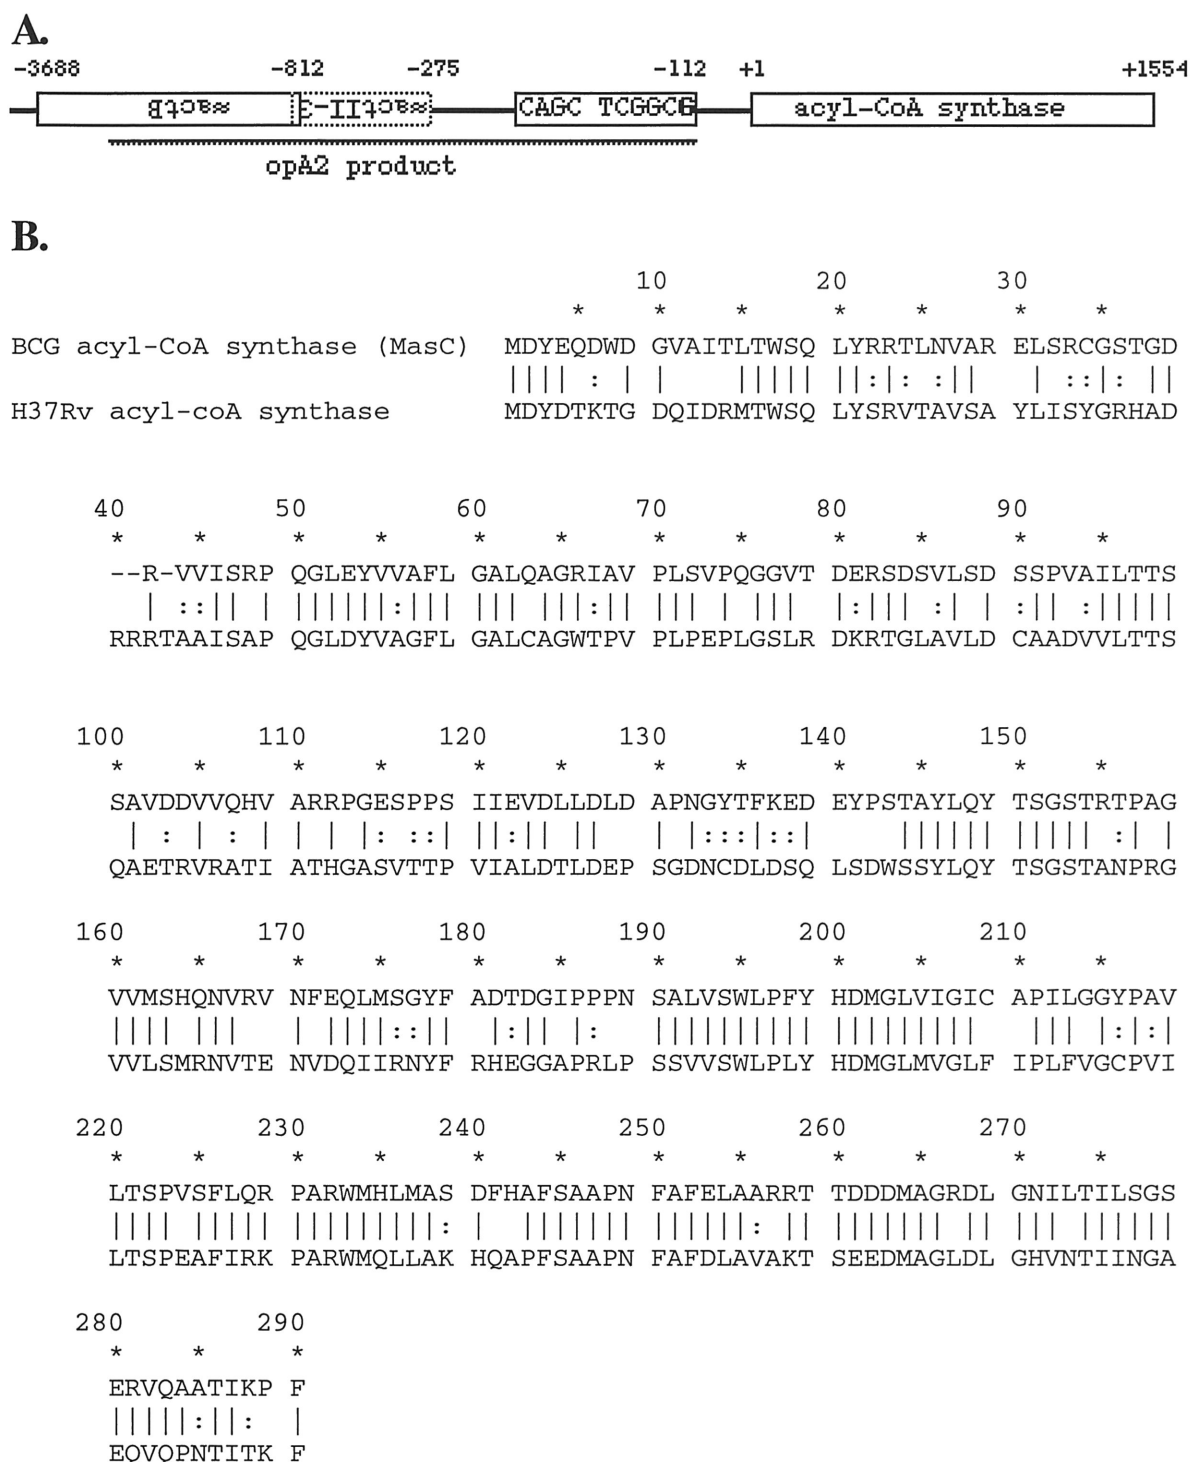 A.
-3688 -812 -275 -112 +1 +1554
CAGC TCGGCG acyl-CoA synthase
opA2 product
B.
10 20 30
* * * * * * *
BCG acyl-CoA synthase (MasC) MDYEQDWD GVAITLTWSQ LYRRTLNVAR ELSRCGSTGD
|||| : | | ||||| ||:|: :|| | ::|: ||
H37Rv acyl-coA synthase MDYDTKTG DQIDRMTWSQ LYSRVTAVSA YLISYGRHAD
40 50 60 70 80 90
* * * * * * * * * * * *
--R-VVISRP QGLEYVVAFL GALQAGRIAV PLSVPQGGVT DERSDSVLSD SSPVAILTTS
| ::|| | ||||||:||| ||| |||:|| ||| | || |:|| :| | :|| :|||||
RRRTAAISAP QGLDYVAGFL GALCAGWTPV PLPEPLGSLR DKRTGLAVLD CAADVVLTTS
100 110 120 130 140 150
* * * * * * * * * * * *
SAVDDVVQHV ARRPGESPPS IIEVDLLDLD APNGYTFKED EYPSTAYLQY TSGSTRTPAG
| : | : | | | |: ::| ||:|| || | |:::|::| |||||| ||||| :| |
QAETRVRATI ATHGASVTTP VIALDTLDEP SGDNCDLDSQ LSDWSSYLQY TSGSTANPRG
160 170 180 190 200 210
* * * * * * * * * * * *
VVMSHQNVRV NFEQLMSGYF ADTDGIPPPN SALVSWLPFY HDMGLVIGIC APILGGYPAV
|||| ||| | ||||::|| |:|| |: |||||||||| ||||||||| ||| |:|:|
VVLSMRNVTE NVDQIIRNYF RHEGGAPRLP SSVVSWLPLY HDMGLMVGLF IPLFVGCPVI
220 230 240 250 260 270
* * * * * * * * * * * *
LTSPVSFLQR PARWMHLMAS DFHAFSAAPN FAFELAARRT TDDDMAGRDL GNILTILSGS
|||| ||||| |||||||||: | ||||||| ||||||: || ||||||| || ||| ||||||
LTSPEAFIRK PARWMQLLAK HQAPFSAAPN FAFDLAVAKT SEEDMAGLDL GHVNTIINGA
280 290
* * *
ERVQAATIKP F
|||||:||: |
EQVQPNTITK F